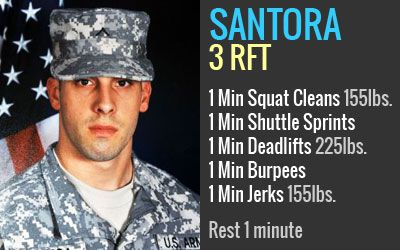 SANTORA
3 RFT
1 Min Squat Cleans 155lbs.
1 Min Shuttle Sprints
1 Min Deadlifts 225lbs.
1 Min Burpees
1 Min Jerks 155lbs.
Rest 1 minute
U.S. AR